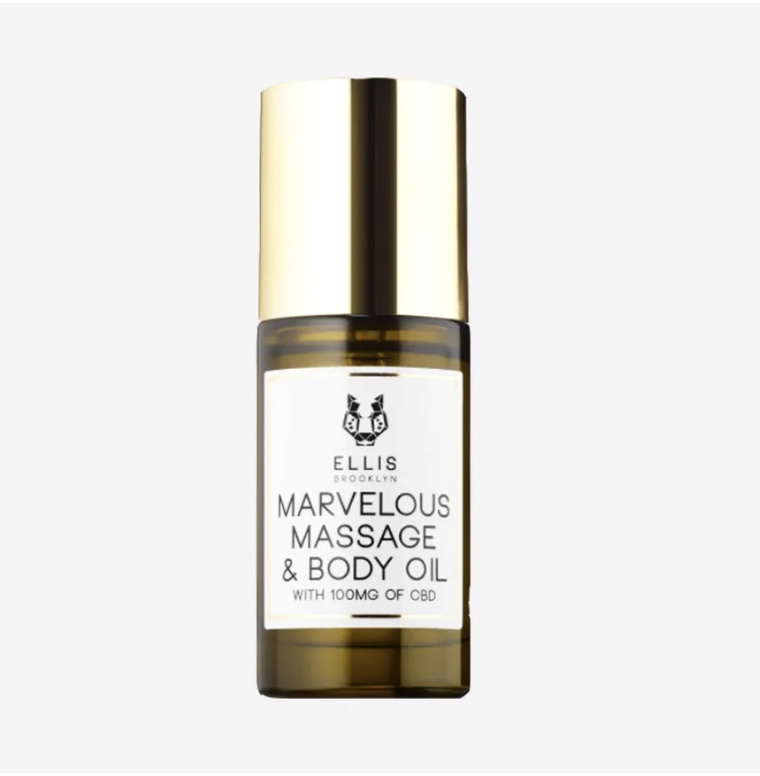 ELLIS
BROOKLYN
MARVELOUS
MASSAGE
& BODY OIL
WITH 100MG OF CBD